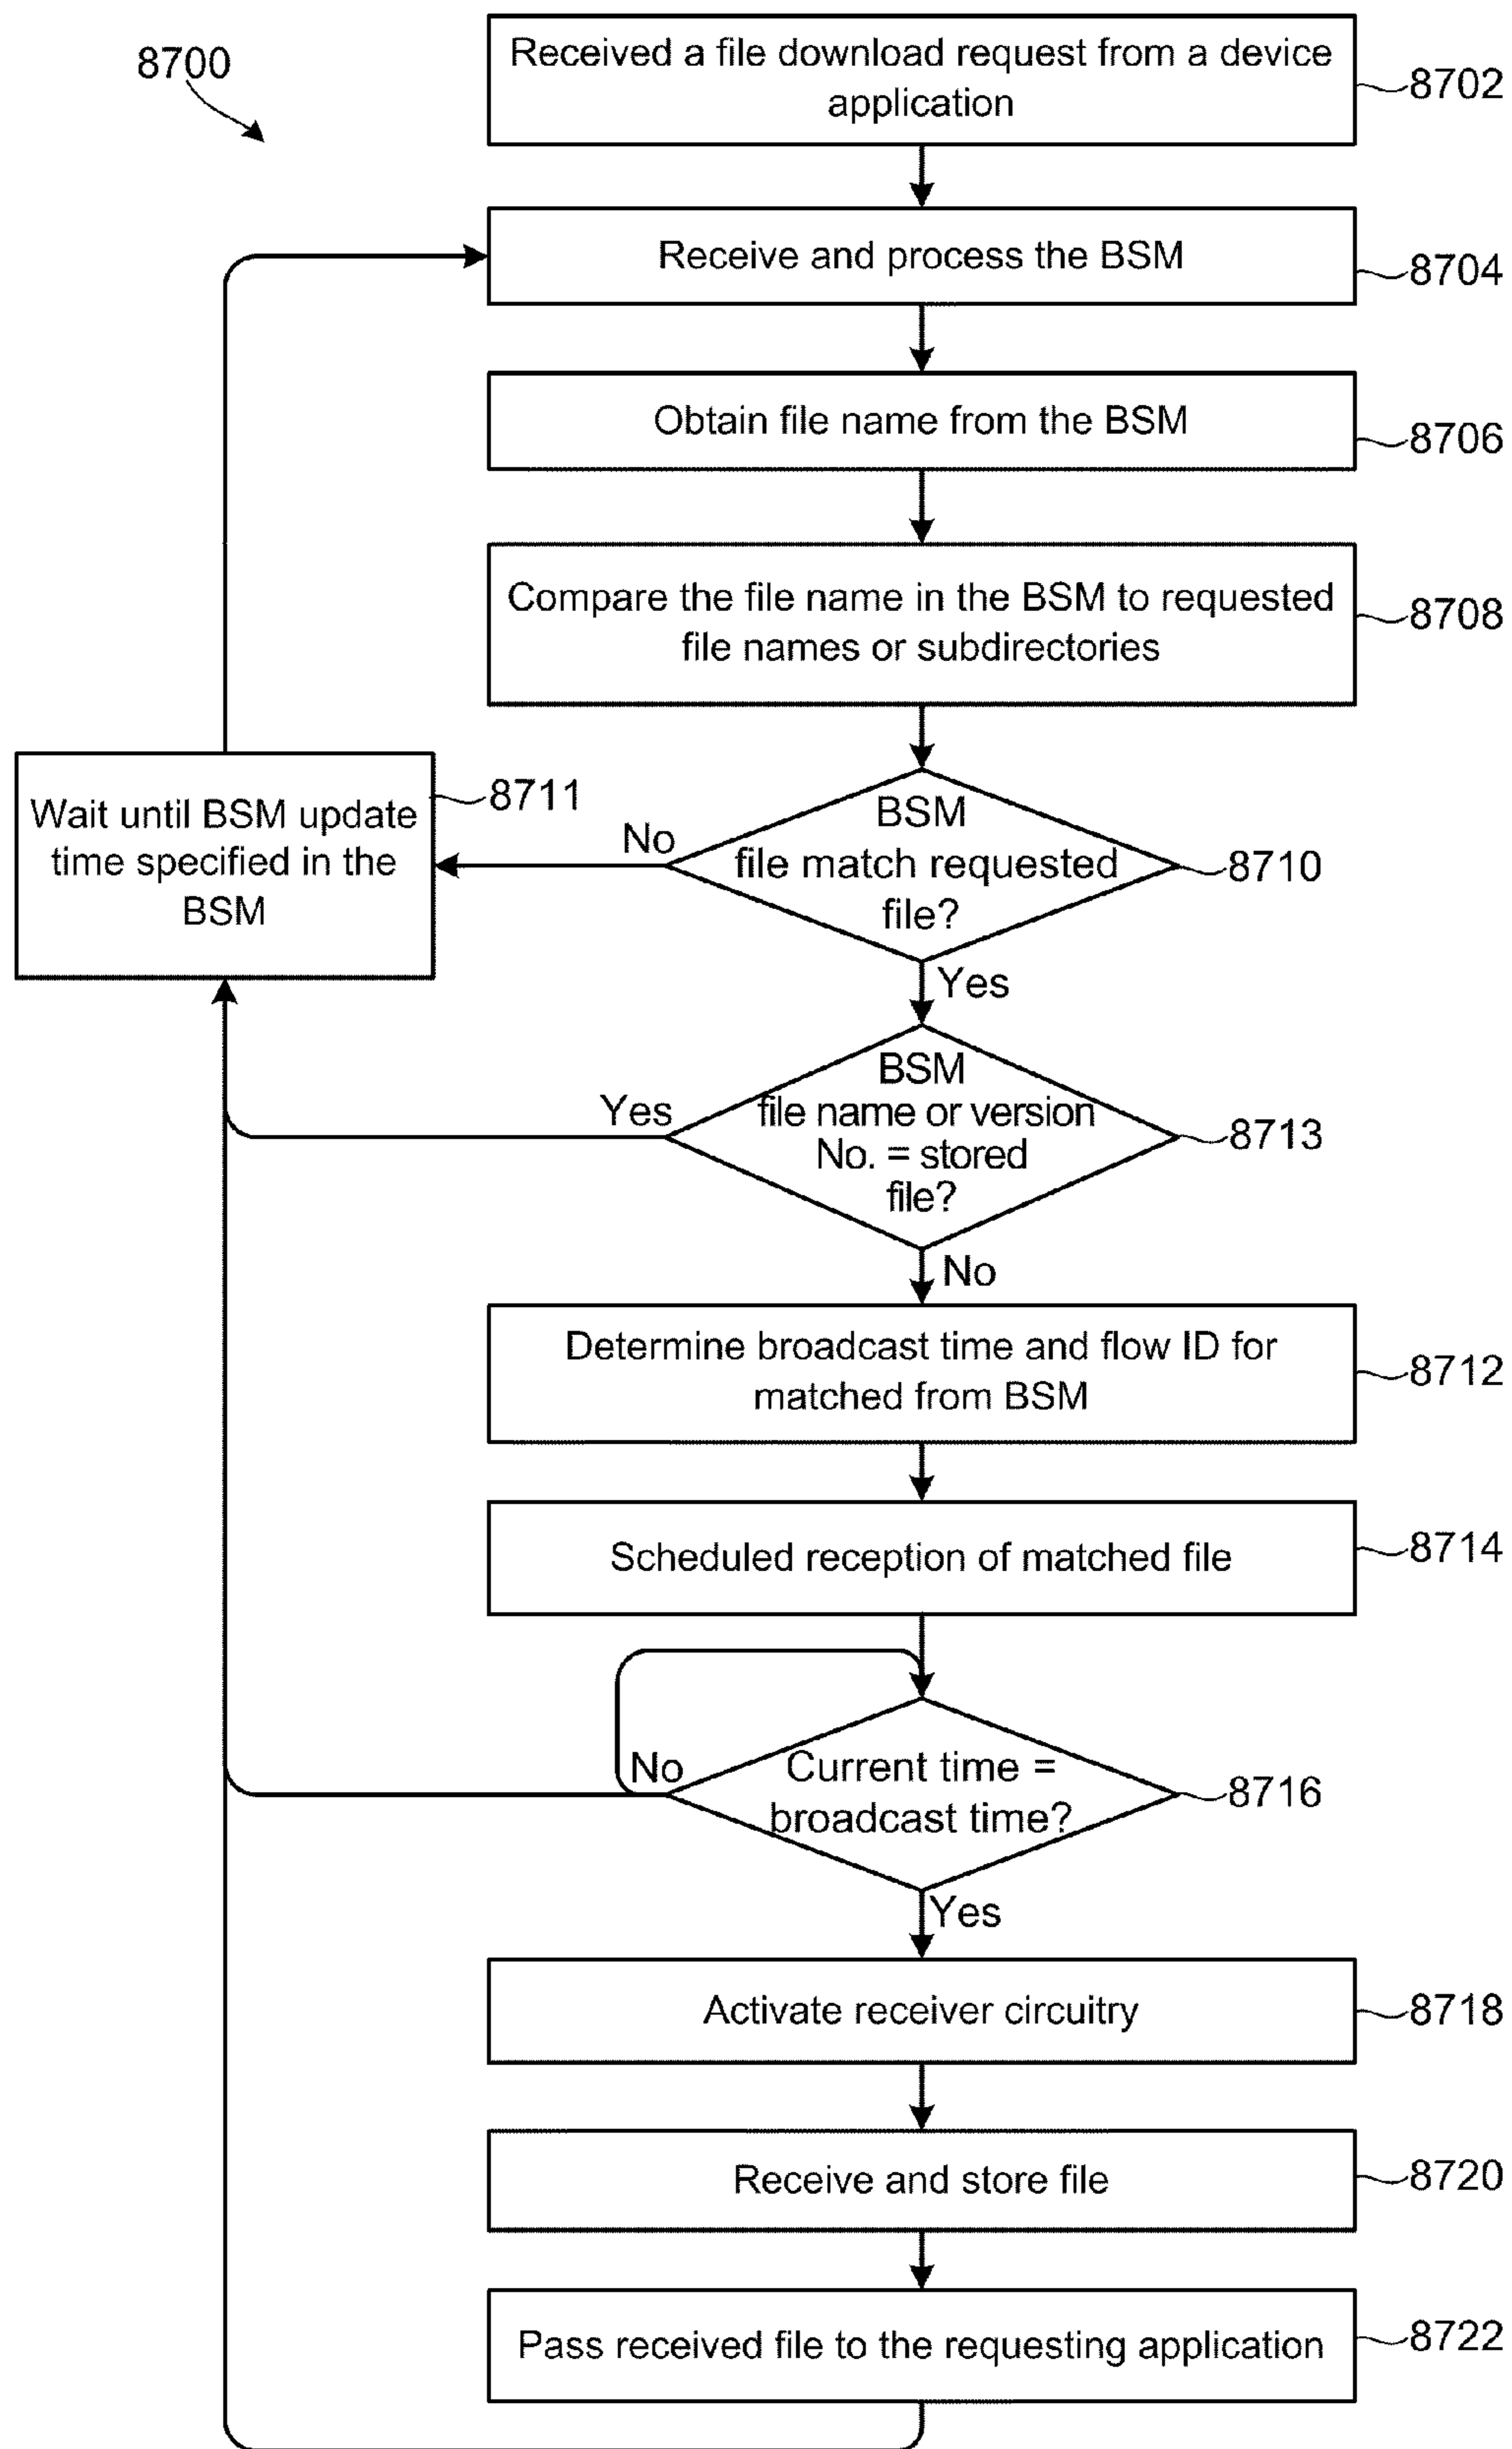 8700
Received a file download request from a device
application
8702
Receive and process the BSM
8704
Obtain file name from the BSM
8706
Compare the file name in the BSM to requested
file names or subdirectories
8708
Wait until BSM update
time specified in the
BSM
8711
No
BSM
file match requested
file?
8710
Yes
Yes
BSM
file name or version
No. = stored
file?
8713
No
Determine broadcast time and flow ID for
matched from BSM
8712
Scheduled reception of matched file
8714
No
Current time =
broadcast time?
8716
Yes
Activate receiver circuitry
8718
Receive and store file
8720
Pass received file to the requesting application
8722